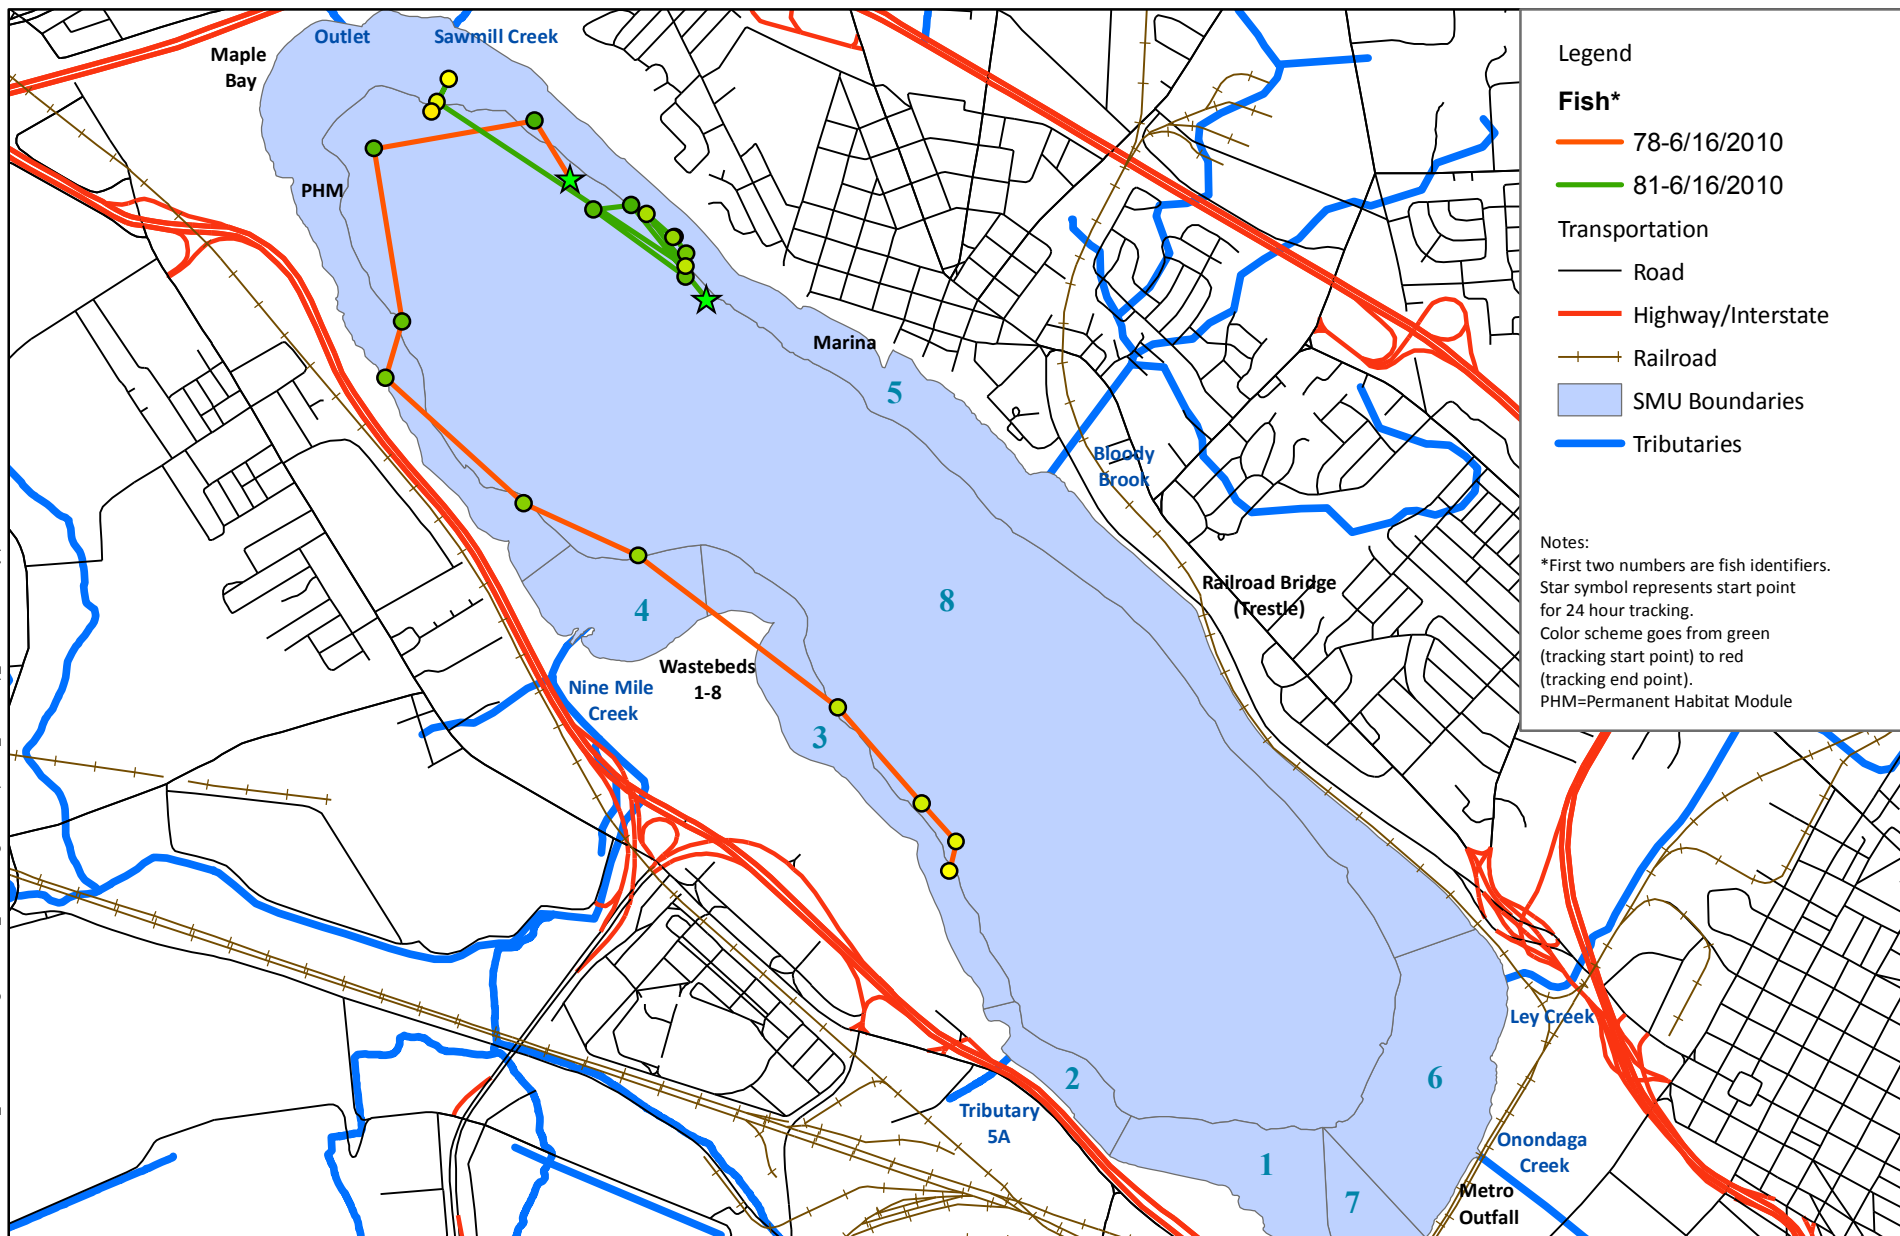 Outlet
Sawmill Creek
Maple
Bay
PHM
Marina
5
Bloody
Brook
8
Railroad Bridge
(Trestle)
4
Wastebeds
1-8
Nine Mile
Creek
3
Ley Creek
2
6
Tributary
5A
1
7
Onondaga
Creek
Metro
Outfall
Legend
Fish*
78-6/16/2010
81-6/16/2010
Transportation
Road
Highway/Interstate
Railroad
SMU Boundaries
Tributaries
Notes:
*First two numbers are fish identifiers.
Star symbol represents start point
for 24 hour tracking.
Color scheme goes from green
(tracking start point) to red
(tracking end point).
PHM=Permanent Habitat Module